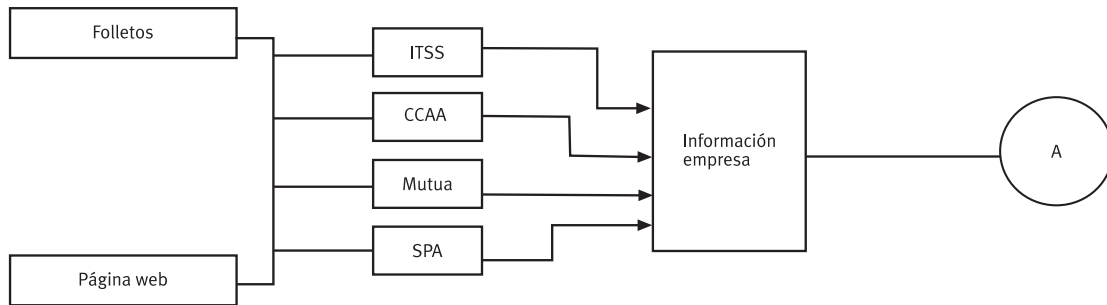 Folletos
ITSS
CCAA
Mutua
SPA
Página web
Información
empresa
A